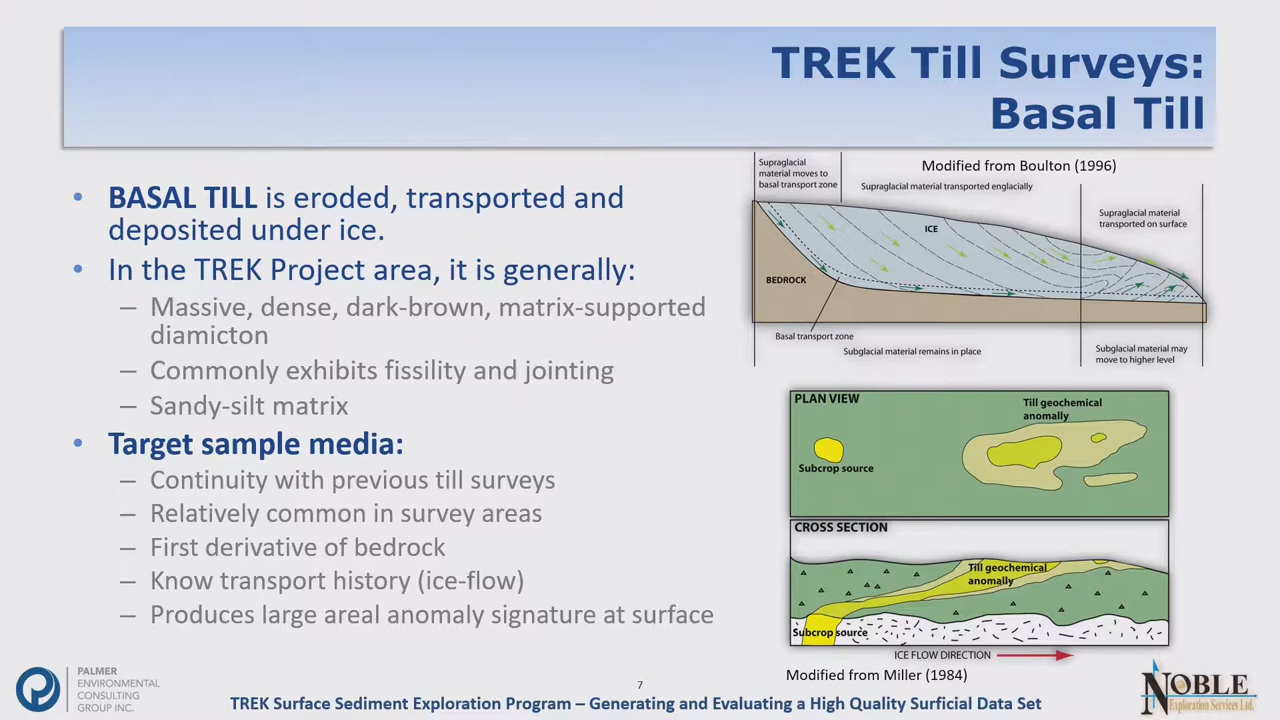 TREK Till Surveys:
Basal Till
• BASAL TILL is eroded, transported and
deposited under ice.
• In the TREK Project area, it is generally:
– Massive, dense, dark-brown, matrix-supported
diamicton
– Commonly exhibits fissility and jointing
– Sandy-silt matrix
• Target sample media:
– Continuity with previous till surveys
– Relatively common in survey areas
– First derivative of bedrock
– Know transport history (ice-flow)
– Produces large areal anomaly signature at surface
Modified from Boulton (1996)
Supraglacial
material moves to
basal transport zone
Supraglacial material transported englacially
Supraglacial material
transported on surface
ICE
BEDROCK
Basal transport zone
Subglacial material remains in place
Subglacial material may
move to higher level
PLAN VIEW
Till geochemical
anomally
Subcrop source
CROSS SECTION
Till geochemical
anomally
Subcrop source
ICE FLOW DIRECTION
Modified from Miller (1984)
PALMER
ENVIRONMENTAL
CONSULTING
GROUP INC.
7
TREK Surface Sediment Exploration Program – Generating and Evaluating a High Quality Surficial Data Set
NOBLE
Exploration Services Ltd.